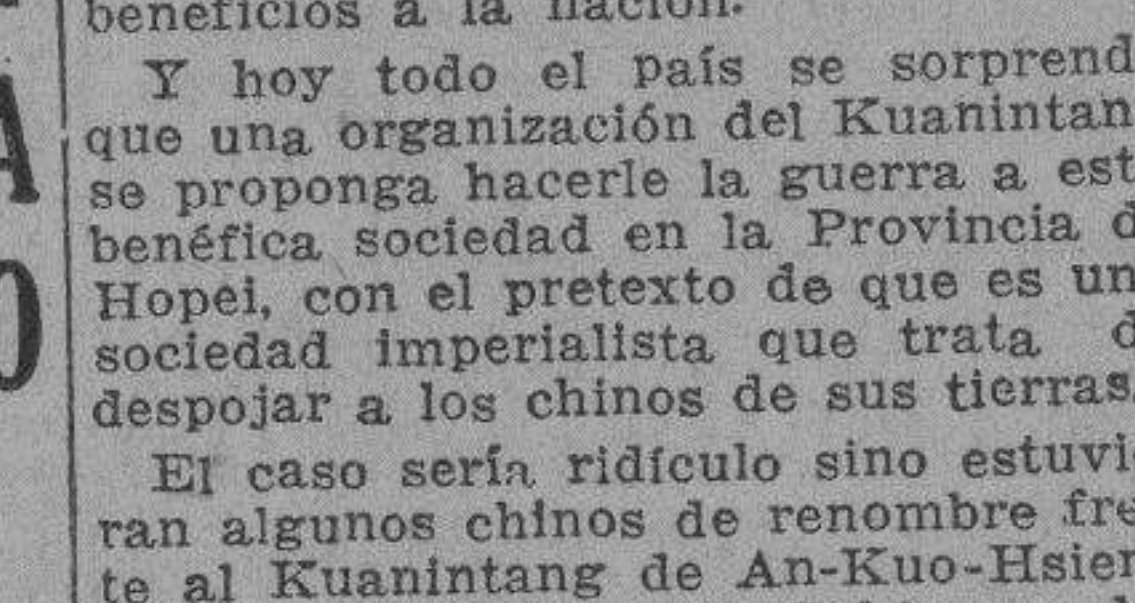 beneficios a la nación.
Y hoy todo el país se sorprend
que una organización del Kuanintan
se proponga hacerle la guerra a est
benéfica sociedad en la Provincia d
Hopei, con el pretexto de que es un
sociedad imperialista que trata d
despojar a los chinos de sus tierras.
El caso sería ridículo sino estuvie
ran algunos chinos de renombre fre
te al Kuanintang de An-Kuo-Hsien